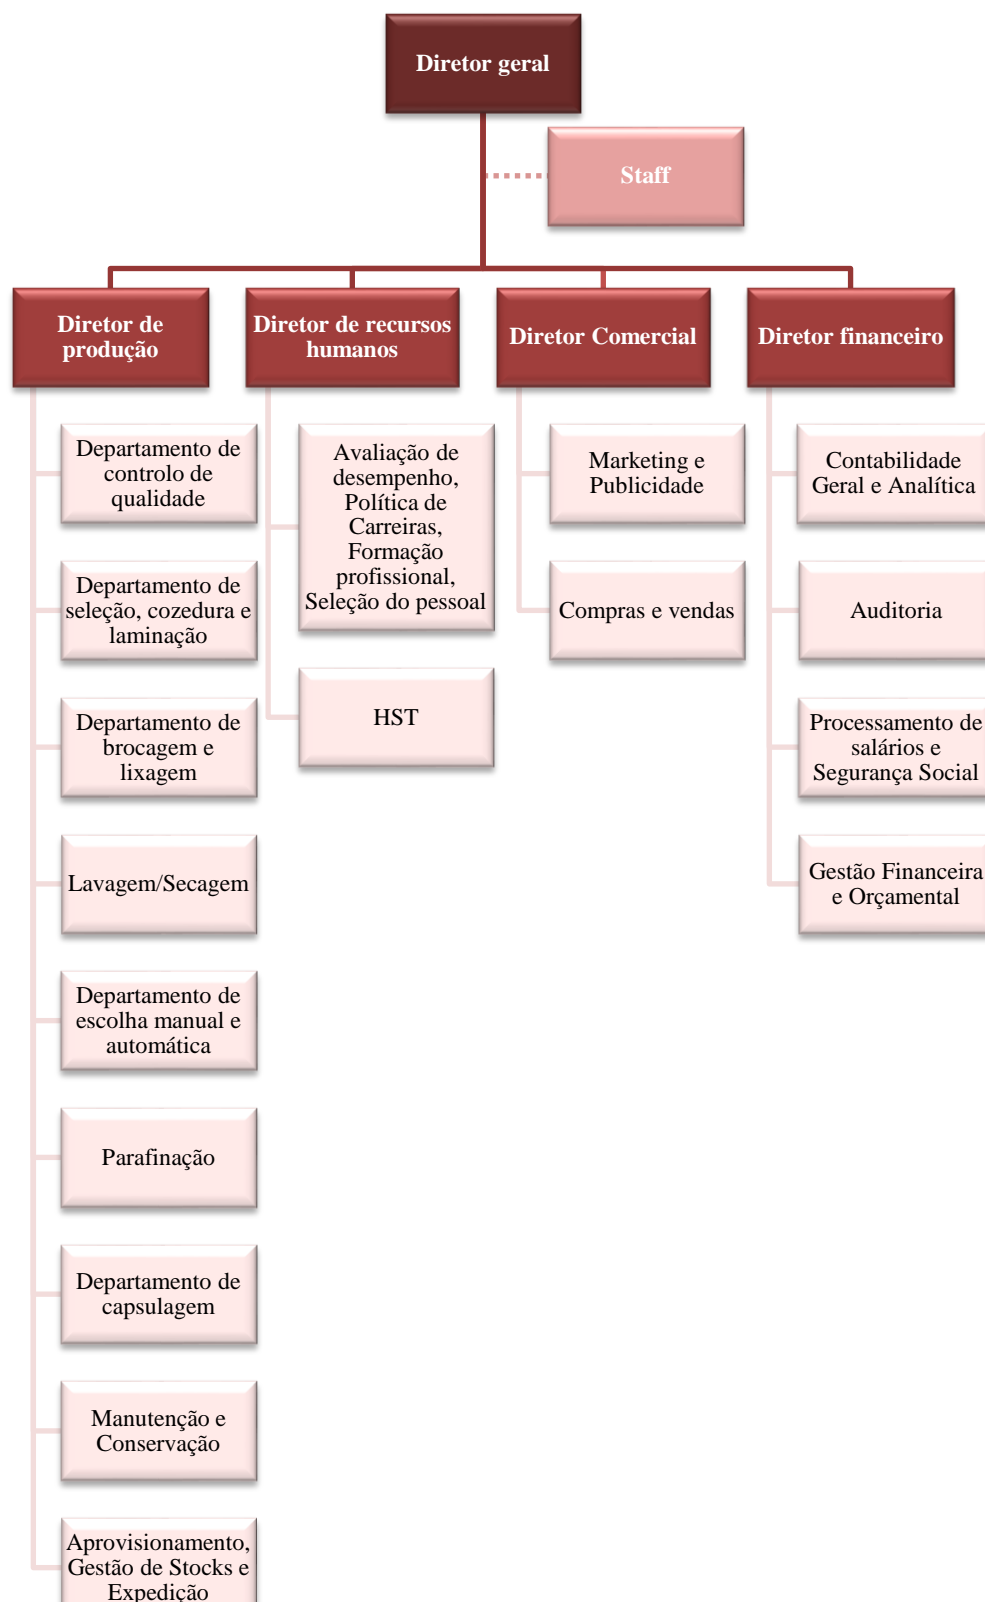 Diretor geral
Staff
Diretor de
produção
Diretor de recursos
humanos
Diretor Comercial
Diretor financeiro
Departamento de
controlo de
qualidade
Departamento de
seleção, cozedura e
laminação
Departamento de
brocagem e
lixagem
Lavagem/Secagem
Departamento de
escolha manual e
automática
Parafinação
Departamento de
capsulagem
Manutenção e
Conservação
Aprovisionamento,
Gestão de Stocks e
Expedição
Avaliação de
desempenho,
Política de
Carreiras,
Formação
profissional,
Seleção do pessoal
HST
Marketing e
Publicidade
Compras e vendas
Contabilidade
Geral e Analítica
Auditoria
Processamento de
salários e
Segurança Social
Gestão Financeira
e Orçamental